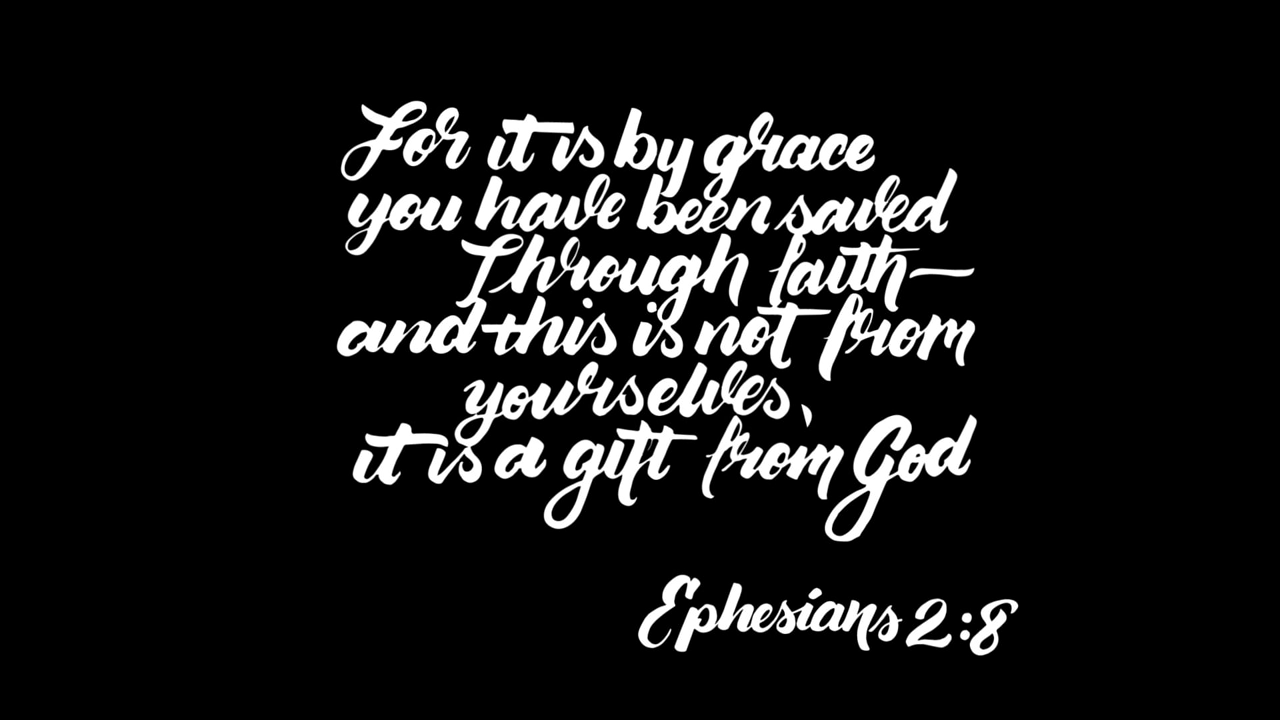 For it is by grace
you have been saved
Through faith—
and this is not from
yourselves,
it is a gift from God
Ephesians 2:8